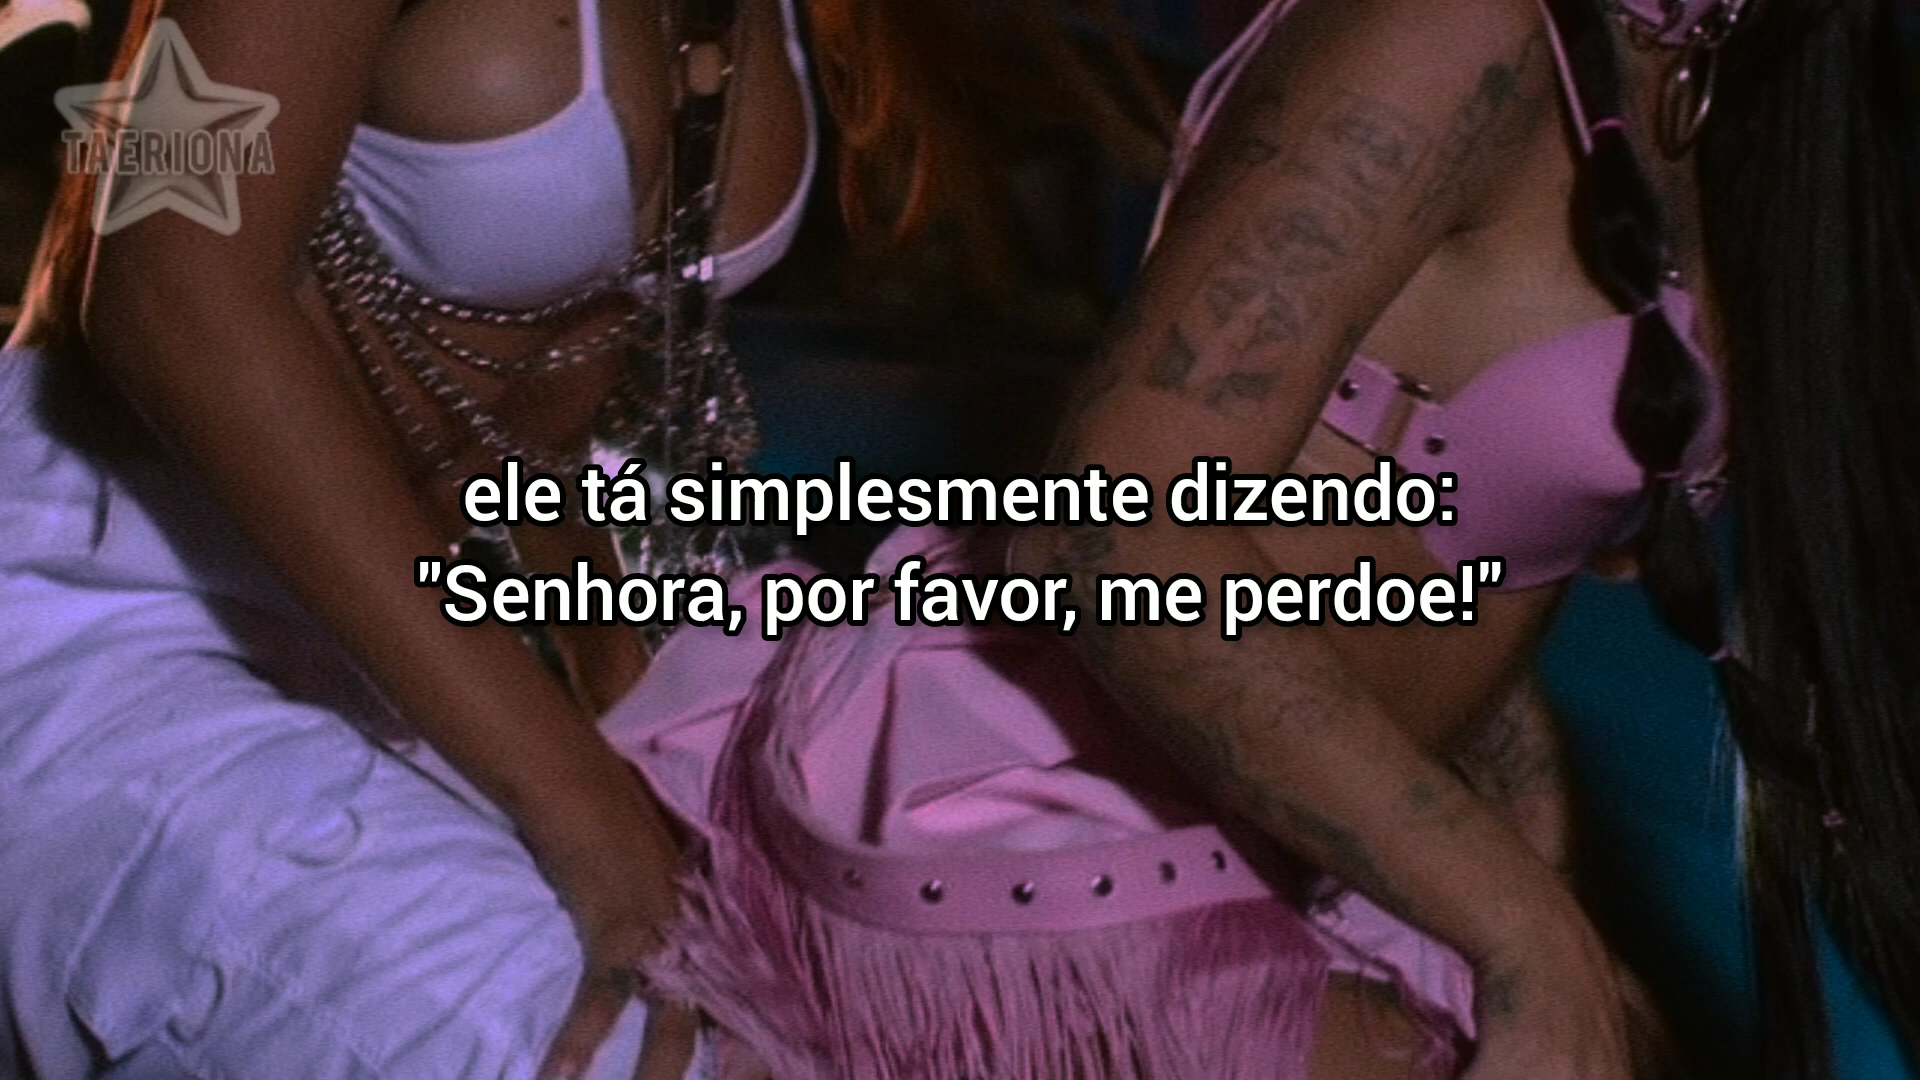 TAERIONA
ele tá simplesmente dizendo:
"Senhora, por favor, me perdoe!"